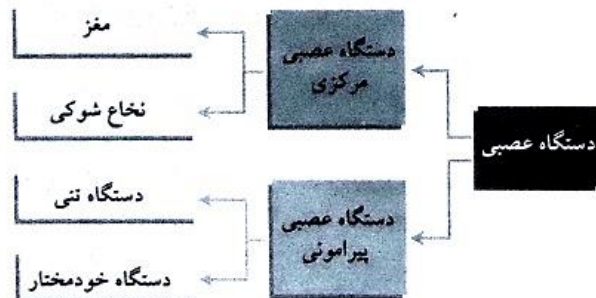 دستگاه عصبی
دستگاه عصبی
مرکزی
مغز
نخاع شوکی
دستگاه عصبی
پیرامونی
دستگاه تنی
دستگاه خودمختار